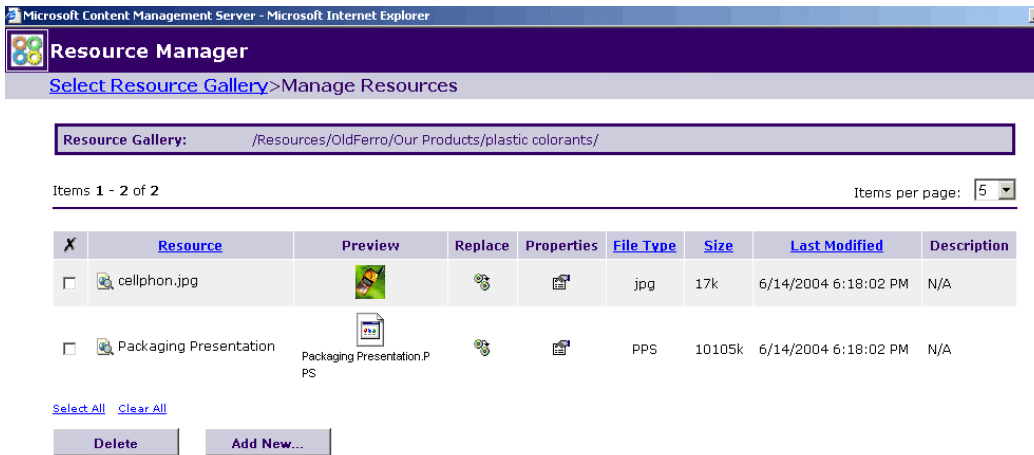 Microsoft Content Management Server - Microsoft Internet Explorer
Resource Manager
Select Resource Gallery>Manage Resources
Resource Gallery: /Resources/OldFerro/Our Products/plastic colorants/
Items 1 - 2 of 2 Items per page: 5
X Resource Preview Replace Properties File Type Size Last Modified Description
cellphon.jpg jpg 17k 6/14/2004 6:18:02 PM N/A
Packaging Presentation Packaging Presentation.P PPS 10105k 6/14/2004 6:18:02 PM N/A
PS
Select All Clear All
Delete Add New...